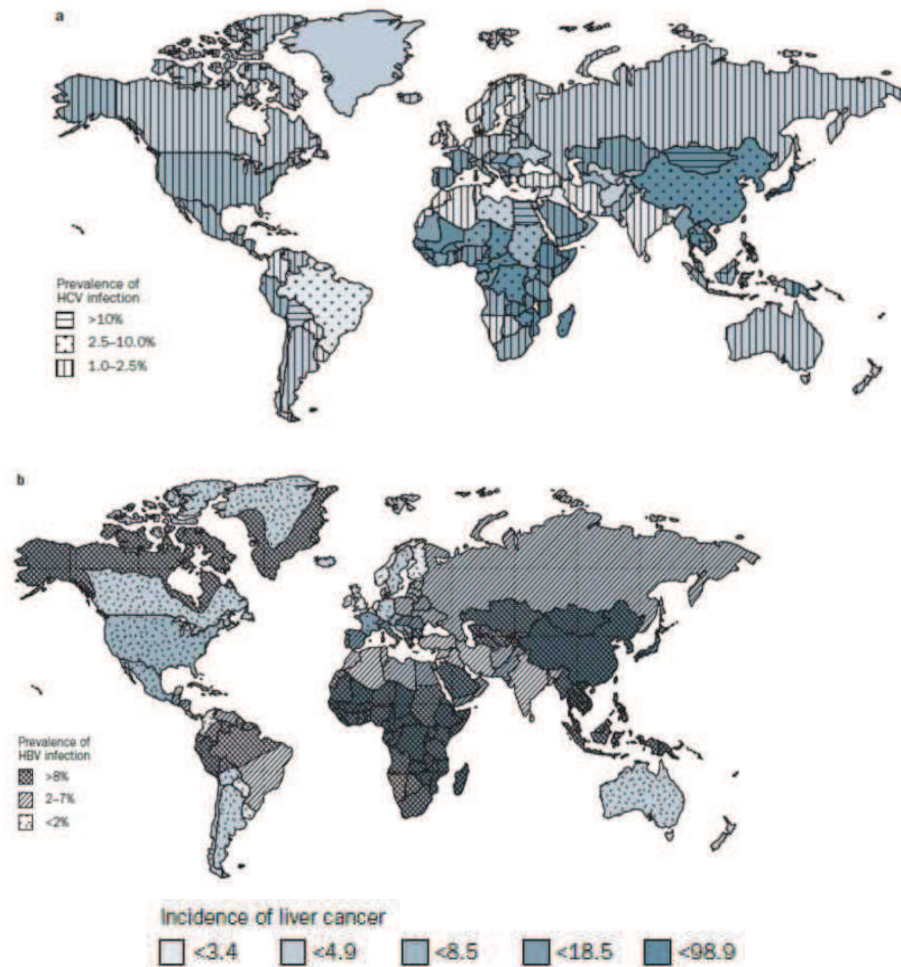 a
Prevalence of
HCV infection
>10%
2.5–10.0%
1.0–2.5%
b
Prevalence of
HBV infection
>8%
2–7%
<2%
Incidence of liver cancer
<3.4
<4.9
<8.5
<18.5
<98.9